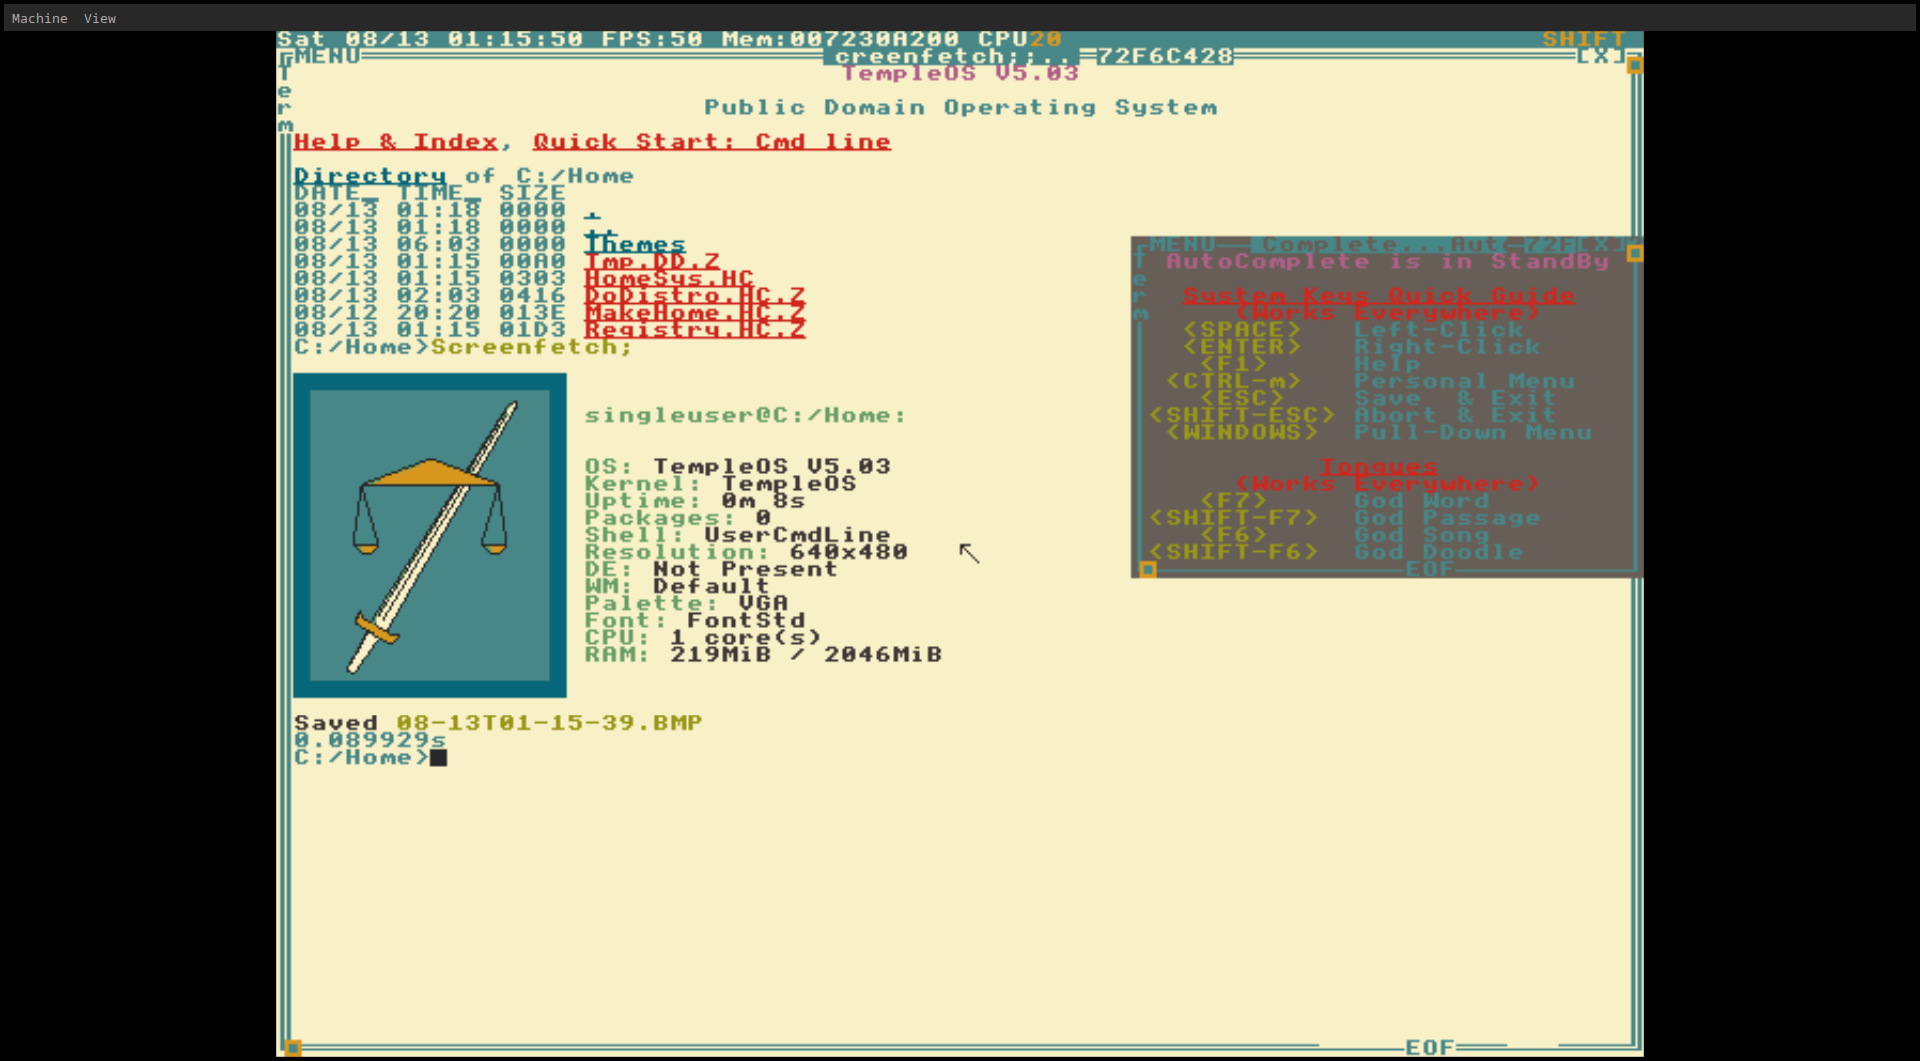 Machine View
Sat 08/13 01:15:50 FPS:50 Mem:007230A200 CPU20 SHIFT
MENU creenfetch;;.. =72F6C428 [X]
Term
TempleOS V5.03
Public Domain Operating System
Help & Index, Quick Start: Cmd line
Directory of C:/Home
DATE_ TIME_ SIZE
08/13 01:18 0000 .
08/13 01:18 0000 ..
08/13 06:03 0000 Themes
08/13 01:15 00A0 Tmp.DD.Z
08/13 01:15 0303 HomeSys.HC
08/13 02:03 0416 DoDistro.HC.Z
08/12 20:20 013E MakeHome.HC.Z
08/13 01:15 01D3 Registry.HC.Z
C:/Home>Screenfetch;
singleuser@C:/Home:
OS: TempleOS V5.03
Kernel: TempleOS
Uptime: 0m 8s
Packages: 0
Shell: UserCmdLine
Resolution: 640x480
DE: Not Present
WM: Default
Palette: VGA
Font: FontStd
CPU: 1 core(s)
RAM: 219MiB / 2046MiB
Saved 08-13T01-15-39.BMP
0.089929s
C:/Home>
MENU Complete...Aut 72F[X]
Term
AutoComplete is in StandBy
System Keys Quick Guide
(Works Everywhere)
<SPACE> Left-Click
<ENTER> Right-Click
<F1> Help
<CTRL-m> Personal Menu
<ESC> Save & Exit
<SHIFT-ESC> Abort & Exit
<WINDOWS> Pull-Down Menu
Tongues
(Works Everywhere)
<F7> God Word
<SHIFT-F7> God Passage
<F6> God Song
<SHIFT-F6> God Doodle
EOF
EOF